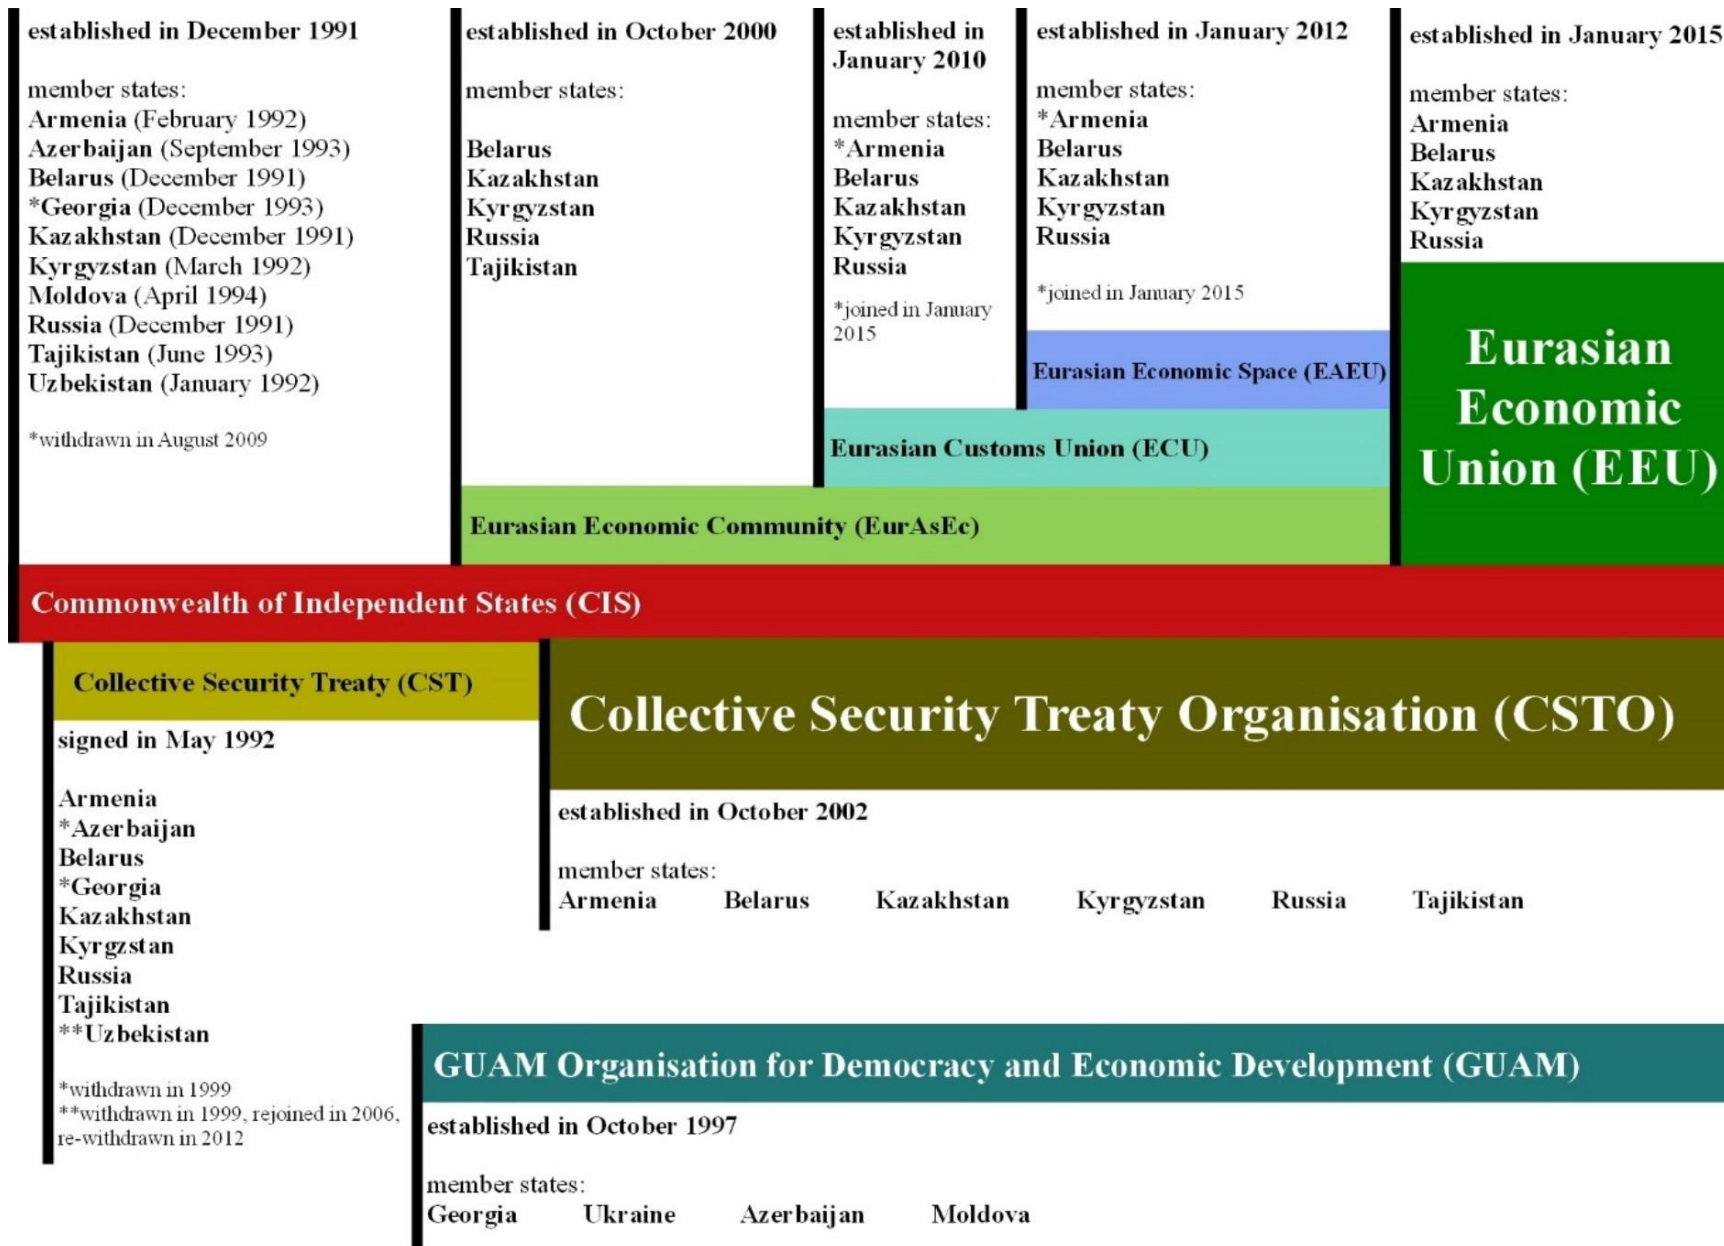 established in December 1991
member states:
Armenia (February 1992)
Azerbaijan (September 1993)
Belarus (December 1991)
*Georgia (December 1993)
Kazakhstan (December 1991)
Kyrgyzstan (March 1992)
Moldova (April 1994)
Russia (December 1991)
Tajikistan (June 1993)
Uzbekistan (January 1992)
*withdrawn in August 2009
established in October 2000
member states:
Belarus
Kazakhstan
Kyrgyzstan
Russia
Tajikistan
established in
January 2010
member states:
*Armenia
Belarus
Kazakhstan
Kyrgyzstan
Russia
*joined in January
2015
established in January 2012
member states:
*Armenia
Belarus
Kazakhstan
Kyrgyzstan
Russia
*joined in January 2015
established in January 2015
member states:
Armenia
Belarus
Kazakhstan
Kyrgyzstan
Russia
Eurasian Economic Space (EAEU)
Eurasian
Economic
Union (EEU)
Eurasian Customs Union (ECU)
Eurasian Economic Community (EurAsEc)
Commonwealth of Independent States (CIS)
Collective Security Treaty (CST)
signed in May 1992
Armenia
*Azerbaijan
Belarus
*Georgia
Kazakhstan
Kyrgzstan
Russia
Tajikistan
**Uzbekistan
*withdrawn in 1999
**withdrawn in 1999, rejoined in 2006,
re-withdrawn in 2012
Collective Security Treaty Organisation (CSTO)
established in October 2002
member states:
Armenia Belarus Kazakhstan Kyrgyzstan Russia Tajikistan
GUAM Organisation for Democracy and Economic Development (GUAM)
established in October 1997
member states:
Georgia Ukraine Azerbaijan Moldova